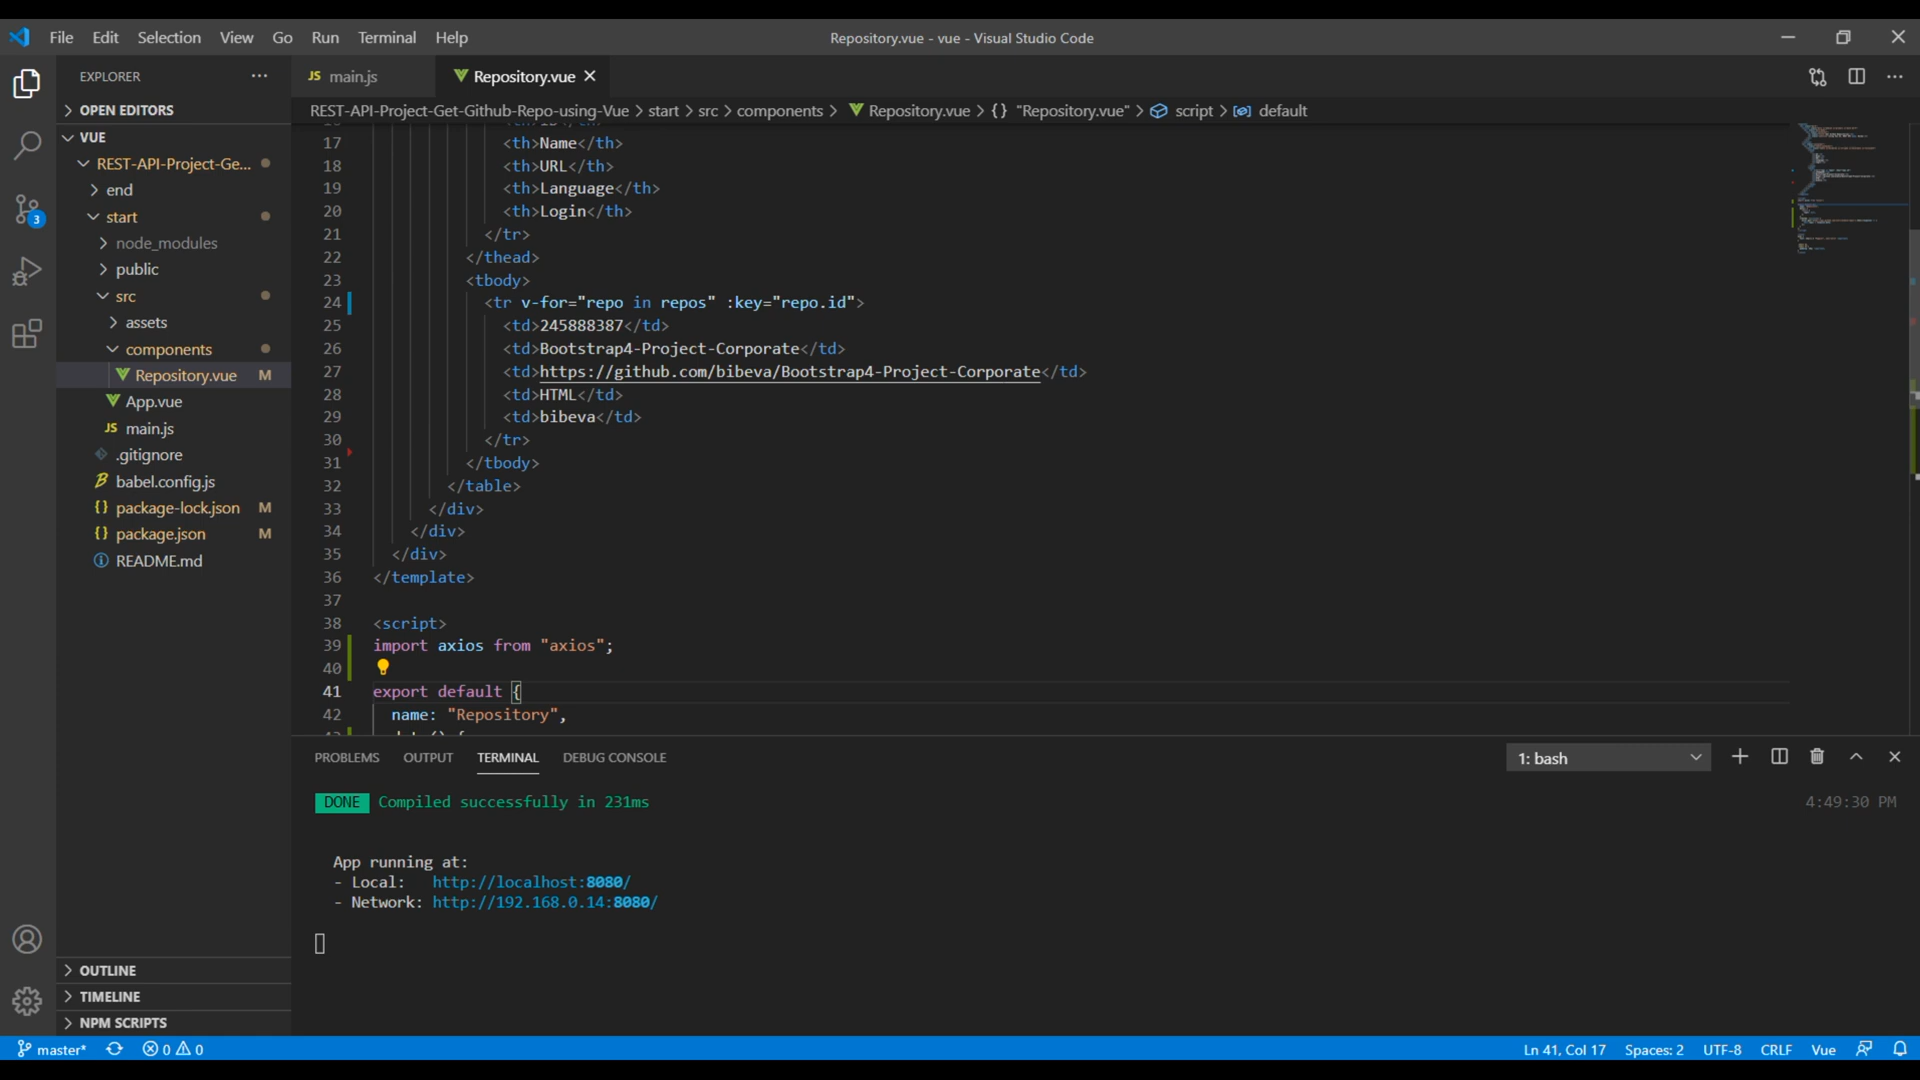 File Edit Selection View Go Run Terminal Help
Repository.vue - vue - Visual Studio Code
EXPLORER
main.js
Repository.vue
OPEN EDITORS
REST-API-Project-Get-Github-Repo-using-Vue > start > src > components > Repository.vue > {} "Repository.vue" > script > default
VUE
REST-API-Project-Ge...
end
start
node_modules
public
src
assets
components
Repository.vue M
App.vue
JS main.js
.gitignore
babel.config.js
{} package-lock.json M
{} package.json M
README.md
OUTLINE
TIMELINE
NPM SCRIPTS
3
17 <th>Name</th>
18 <th>URL</th>
19 <th>Language</th>
20 <th>Login</th>
21 </tr>
22 </thead>
23 <tbody>
24 <tr v-for="repo in repos" :key="repo.id">
25 <td>245888387</td>
26 <td>Bootstrap4-Project-Corporate</td>
27 <td>https://github.com/bibeva/Bootstrap4-Project-Corporate</td>
28 <td>HTML</td>
29 <td>bibeva</td>
30 </tr>
31 </tbody>
32 </table>
33 </div>
34 </div>
35 </div>
36 </template>
37
38 <script>
39 import axios from "axios";
40
41 export default {
42 name: "Repository",
PROBLEMS OUTPUT TERMINAL DEBUG CONSOLE
1: bash
DONE Compiled successfully in 231ms
4:49:30 PM
App running at:
- Local: http://localhost:8080/
- Network: http://192.168.0.14:8080/
master* 0 0
Ln 41, Col 17 Spaces: 2 UTF-8 CRLF Vue